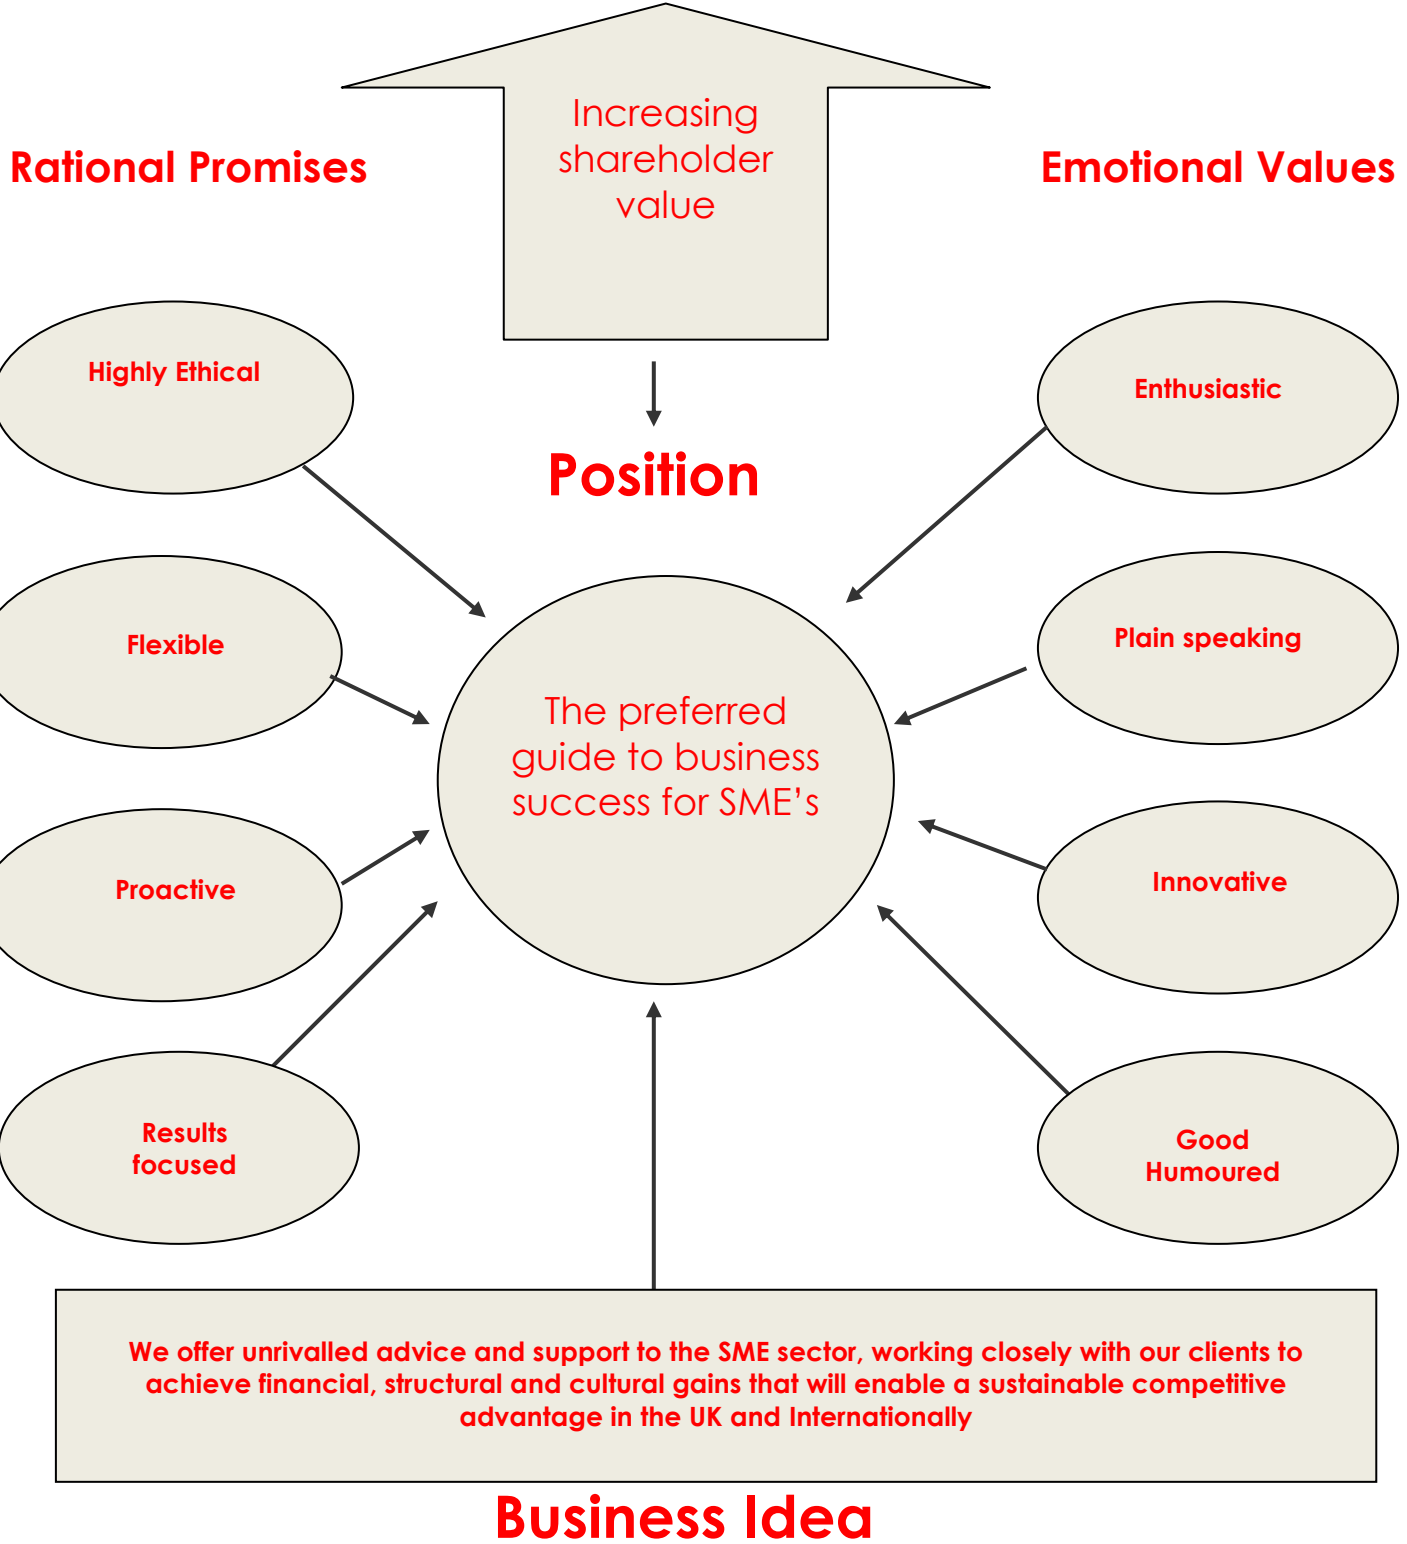 Increasing
shareholder
value
Rational Promises
Emotional Values
Highly Ethical
Enthusiastic
Position
Flexible
Plain speaking
The preferred
guide to business
success for SME’s
Proactive
Innovative
Results
focused
Good
Humoured
We offer unrivalled advice and support to the SME sector, working closely with our clients to
achieve financial, structural and cultural gains that will enable a sustainable competitive
advantage in the UK and Internationally
Business Idea